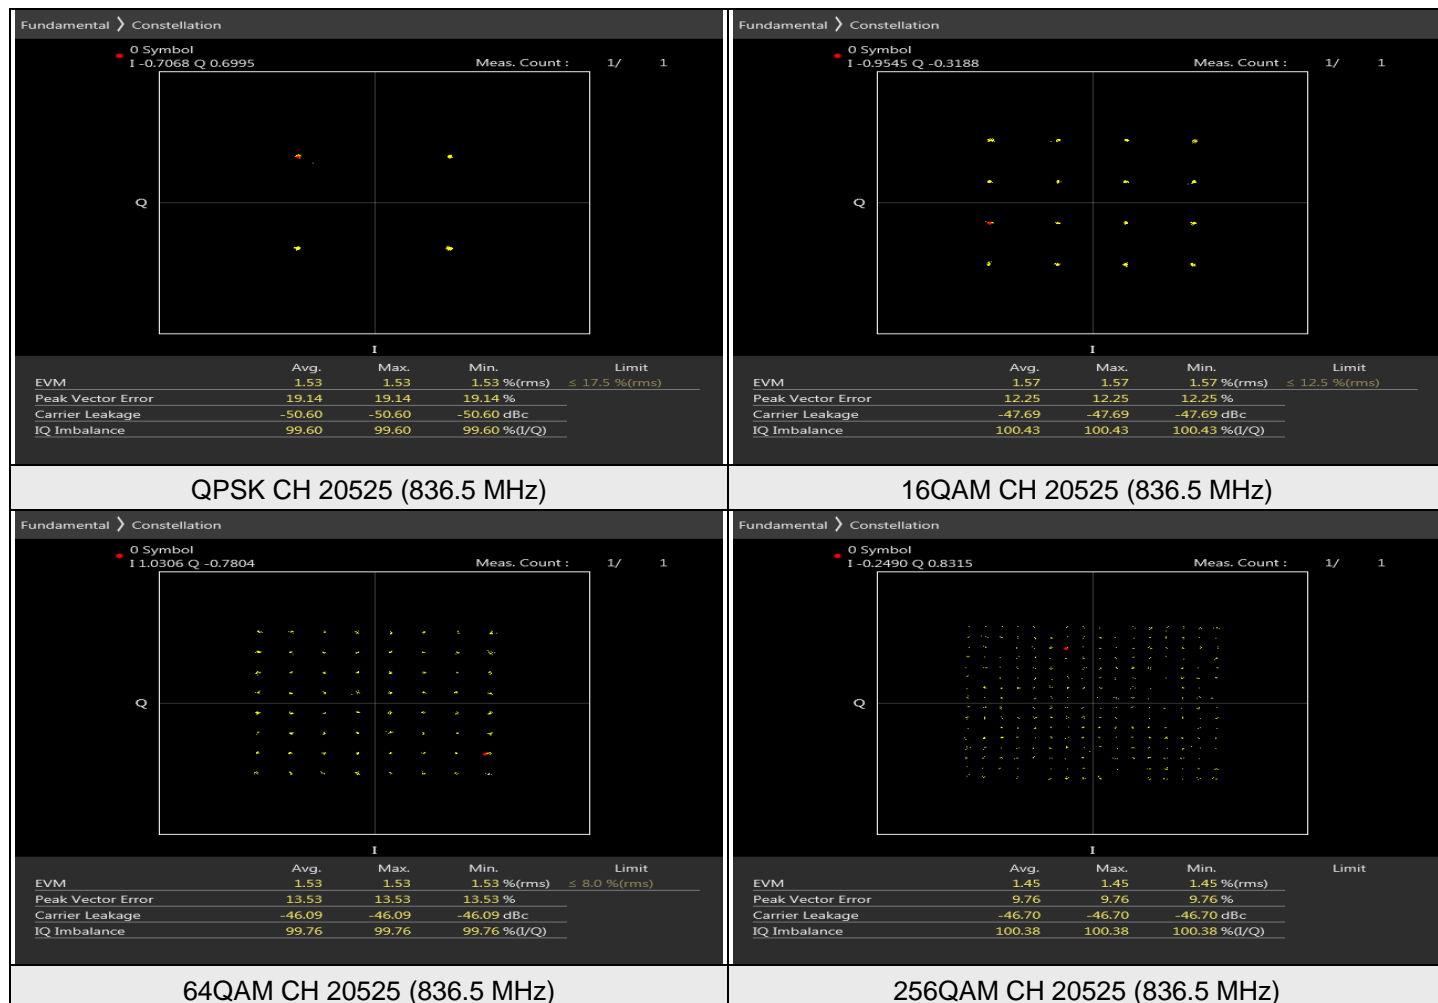 Fundamental ❯ Constellation
0 Symbol
I -0.7068 Q 0.6995 Meas. Count : 1/ 1
Q
I
Avg. Max. Min. Limit
EVM 1.53 1.53 1.53 %(rms) ≤ 17.5 %(rms)
Peak Vector Error 19.14 19.14 19.14 %
Carrier Leakage -50.60 -50.60 -50.60 dBc
IQ Imbalance 99.60 99.60 99.60 %(I/Q)
QPSK CH 20525 (836.5 MHz)
Fundamental ❯ Constellation
0 Symbol
I -0.9545 Q -0.3188 Meas. Count : 1/ 1
Q
I
Avg. Max. Min. Limit
EVM 1.57 1.57 1.57 %(rms) ≤ 12.5 %(rms)
Peak Vector Error 12.25 12.25 12.25 %
Carrier Leakage -47.69 -47.69 -47.69 dBc
IQ Imbalance 100.43 100.43 100.43 %(I/Q)
16QAM CH 20525 (836.5 MHz)
Fundamental ❯ Constellation
0 Symbol
I 1.0306 Q -0.7804 Meas. Count : 1/ 1
Q
I
Avg. Max. Min. Limit
EVM 1.53 1.53 1.53 %(rms) ≤ 8.0 %(rms)
Peak Vector Error 13.53 13.53 13.53 %
Carrier Leakage -46.09 -46.09 -46.09 dBc
IQ Imbalance 99.76 99.76 99.76 %(I/Q)
64QAM CH 20525 (836.5 MHz)
Fundamental ❯ Constellation
0 Symbol
I -0.2490 Q 0.8315 Meas. Count : 1/ 1
Q
I
Avg. Max. Min. Limit
EVM 1.45 1.45 1.45 %(rms)
Peak Vector Error 9.76 9.76 9.76 %
Carrier Leakage -46.70 -46.70 -46.70 dBc
IQ Imbalance 100.38 100.38 100.38 %(I/Q)
256QAM CH 20525 (836.5 MHz)